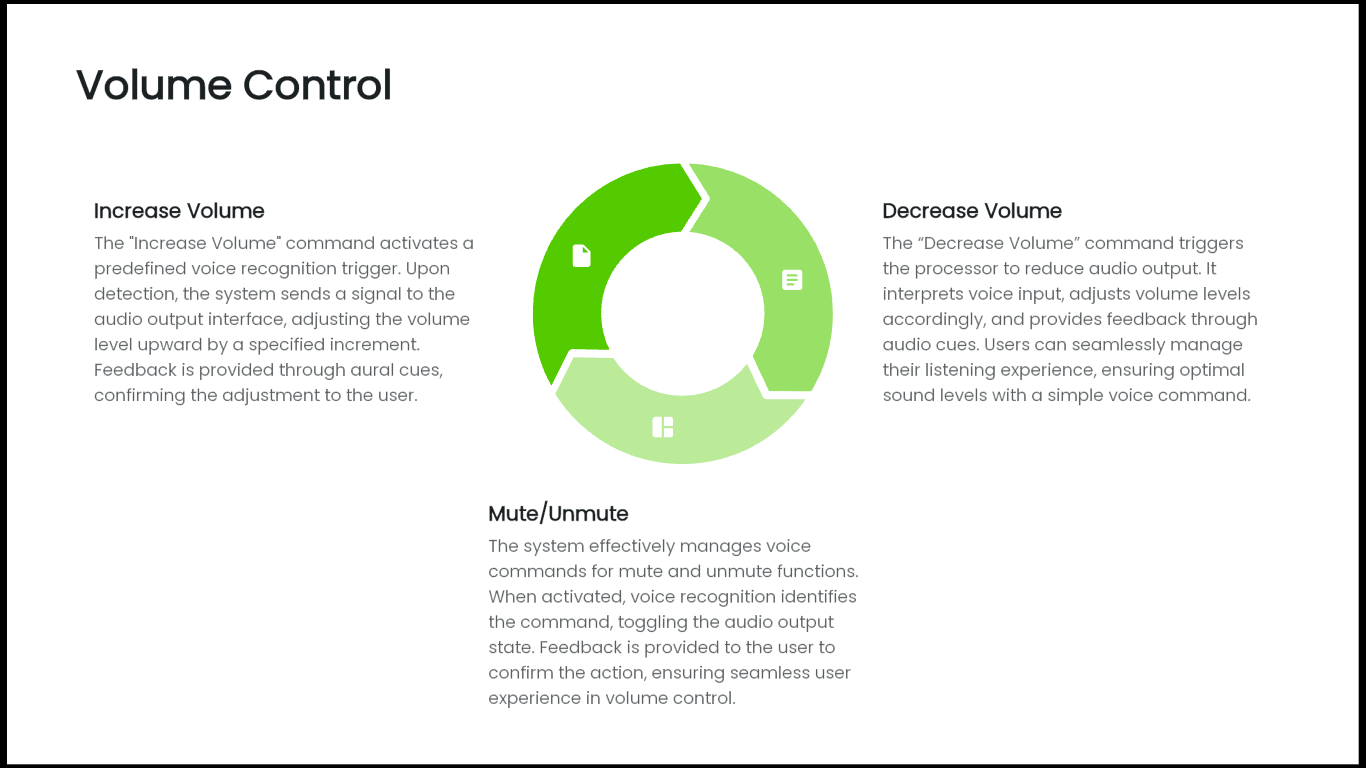 Volume Control
Increase Volume
The "Increase Volume" command activates a
predefined voice recognition trigger. Upon
detection, the system sends a signal to the
audio output interface, adjusting the volume
level upward by a specified increment.
Feedback is provided through aural cues,
confirming the adjustment to the user.
Decrease Volume
The “Decrease Volume” command triggers
the processor to reduce audio output. It
interprets voice input, adjusts volume levels
accordingly, and provides feedback through
audio cues. Users can seamlessly manage
their listening experience, ensuring optimal
sound levels with a simple voice command.
Mute/Unmute
The system effectively manages voice
commands for mute and unmute functions.
When activated, voice recognition identifies
the command, toggling the audio output
state. Feedback is provided to the user to
confirm the action, ensuring seamless user
experience in volume control.